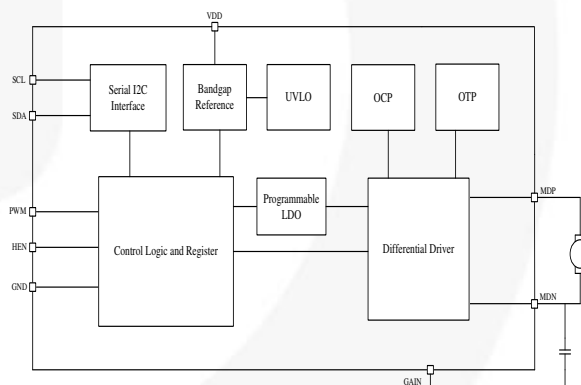 VDD
SCL
SDA
Serial I2C
Interface
Bandgap
Reference
UVLO
OCP
OTP
PWM
HEN
GND
Control Logic and Register
Programmable
LDO
Differential Driver
MDP
MDN
GAIN